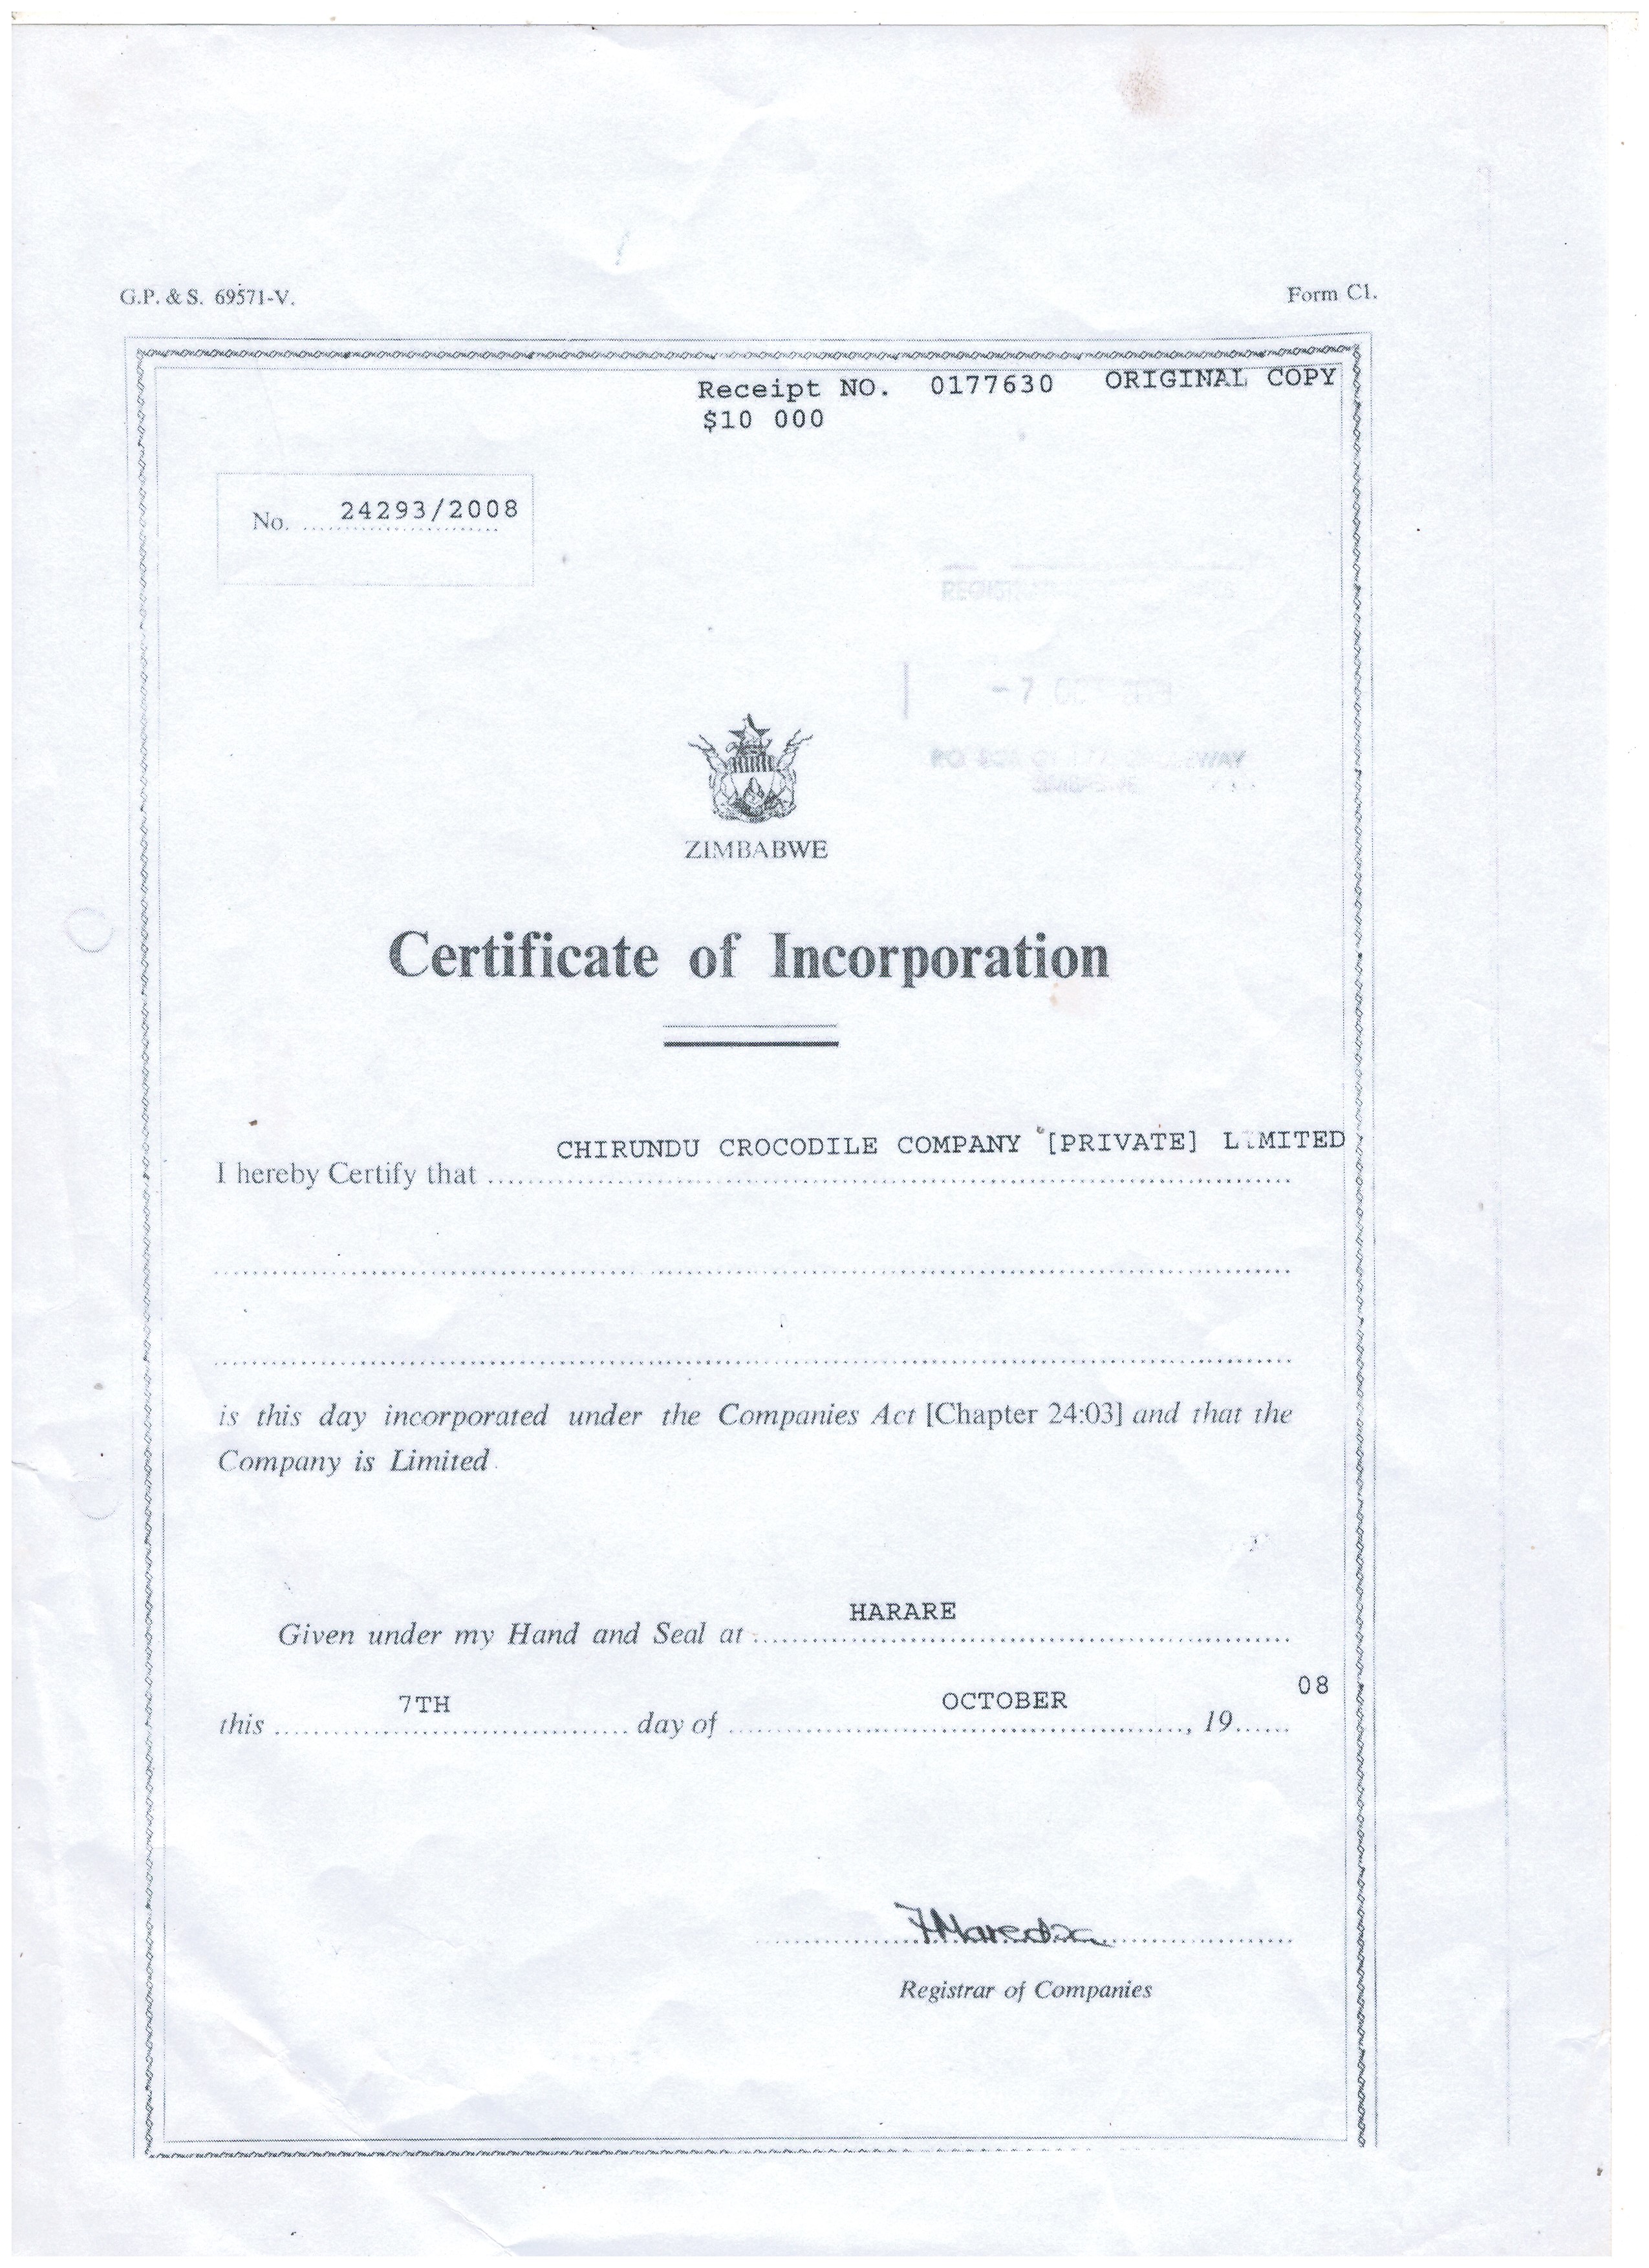 G.P. & S. 69571-V.
Form C1.
Receipt NO. 0177630 ORIGINAL COPY
$10 000
No. 24293/2008
- 7 OCT
ZIMBABWE
Certificate of Incorporation
CHIRUNDU CROCODILE COMPANY [PRIVATE] LIMITED
I hereby Certify that
is this day incorporated under the Companies Act [Chapter 24:03] and that the
Company is Limited.
HARARE
Given under my Hand and Seal at
7TH OCTOBER 08
this day of , 19
Registrar of Companies